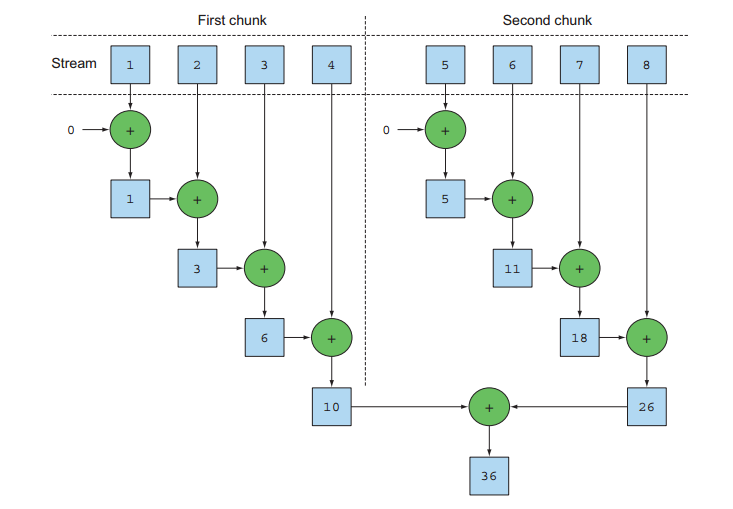 First chunk Second chunk
Stream 1 2 3 4 5 6 7 8
0 + 0 +
1 + 5 +
3 + 11 +
6 + 18 +
10 + 26
36